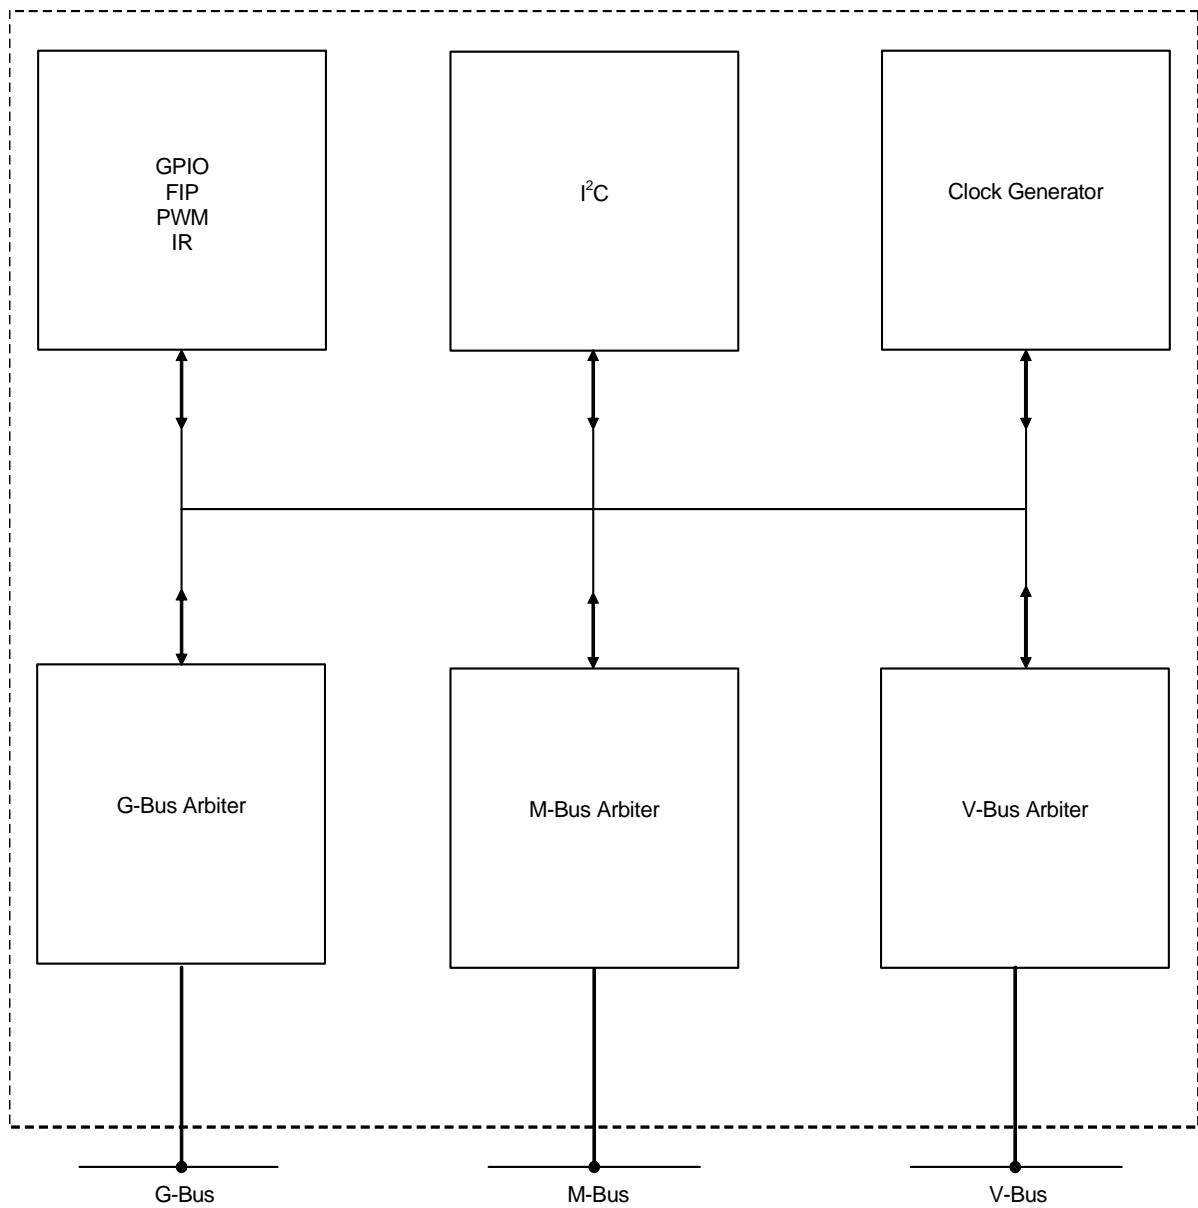 GPIO
FIP
PWM
IR
I²C
Clock Generator
G-Bus Arbiter
M-Bus Arbiter
V-Bus Arbiter
G-Bus
M-Bus
V-Bus